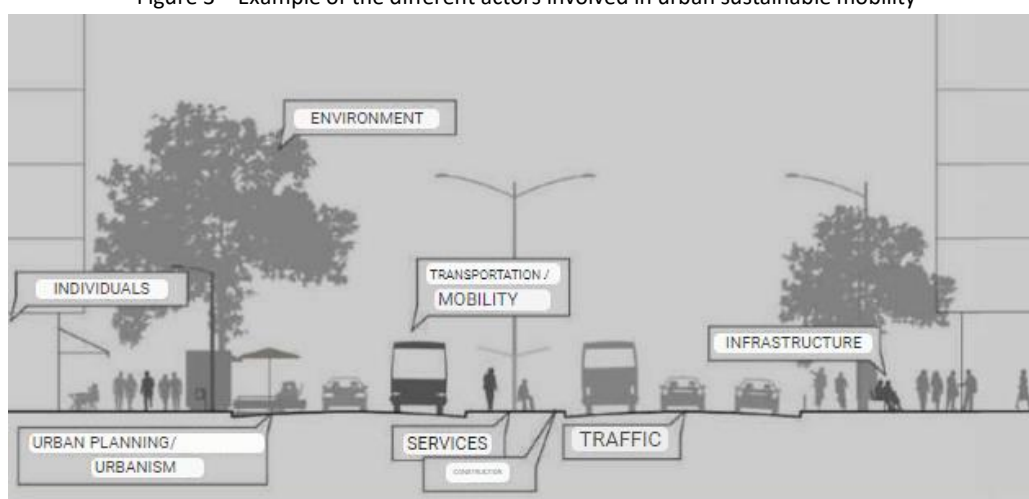 Figure 3 – Example of the different actors involved in urban sustainable mobility
ENVIRONMENT
INDIVIDUALS
TRANSPORTATION /
MOBILITY
INFRASTRUCTURE
URBAN PLANNING/
URBANISM
SERVICES
CONSTRUCTION
TRAFFIC